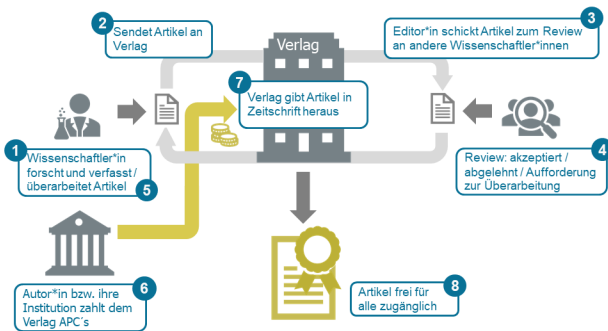 2
Sendet Artikel an
Verlag
Verlag
3
Editor*in schickt Artikel zum Review
an andere Wissenschaftler*innen
7
Verlag gibt Artikel in
Zeitschrift heraus
1
Wissenschaftler*in
forscht und verfasst /
überarbeitet Artikel
5
4
Review: akzeptiert /
abgelehnt / Aufforderung
zur Überarbeitung
6
Autor*in bzw. ihre
Institution zahlt dem
Verlag APC´s
8
Artikel frei für
alle zugänglich